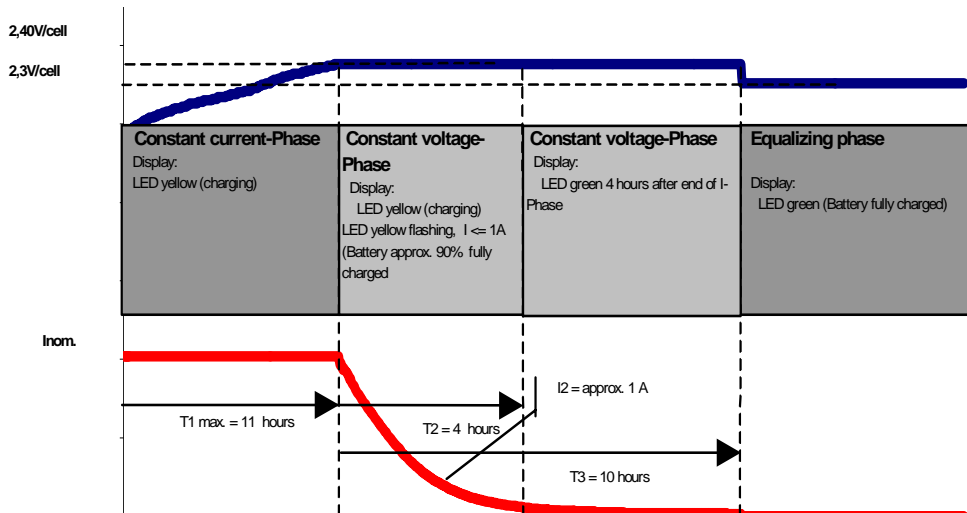 2,40V/cell
2,3V/cell
Constant current-Phase
Display:
LED yellow (charging)
Constant voltage-
Phase
Display:
LED yellow (charging)
LED yellow flashing, I <= 1A
(Battery approx. 90% fully
charged
Constant voltage-Phase
Display:
LED green 4 hours after end of I-
Phase
Equalizing phase
Display:
LED green (Battery fully charged)
Inom.
I2 = approx. 1 A
T1 max. = 11 hours
T2 = 4 hours
T3 = 10 hours